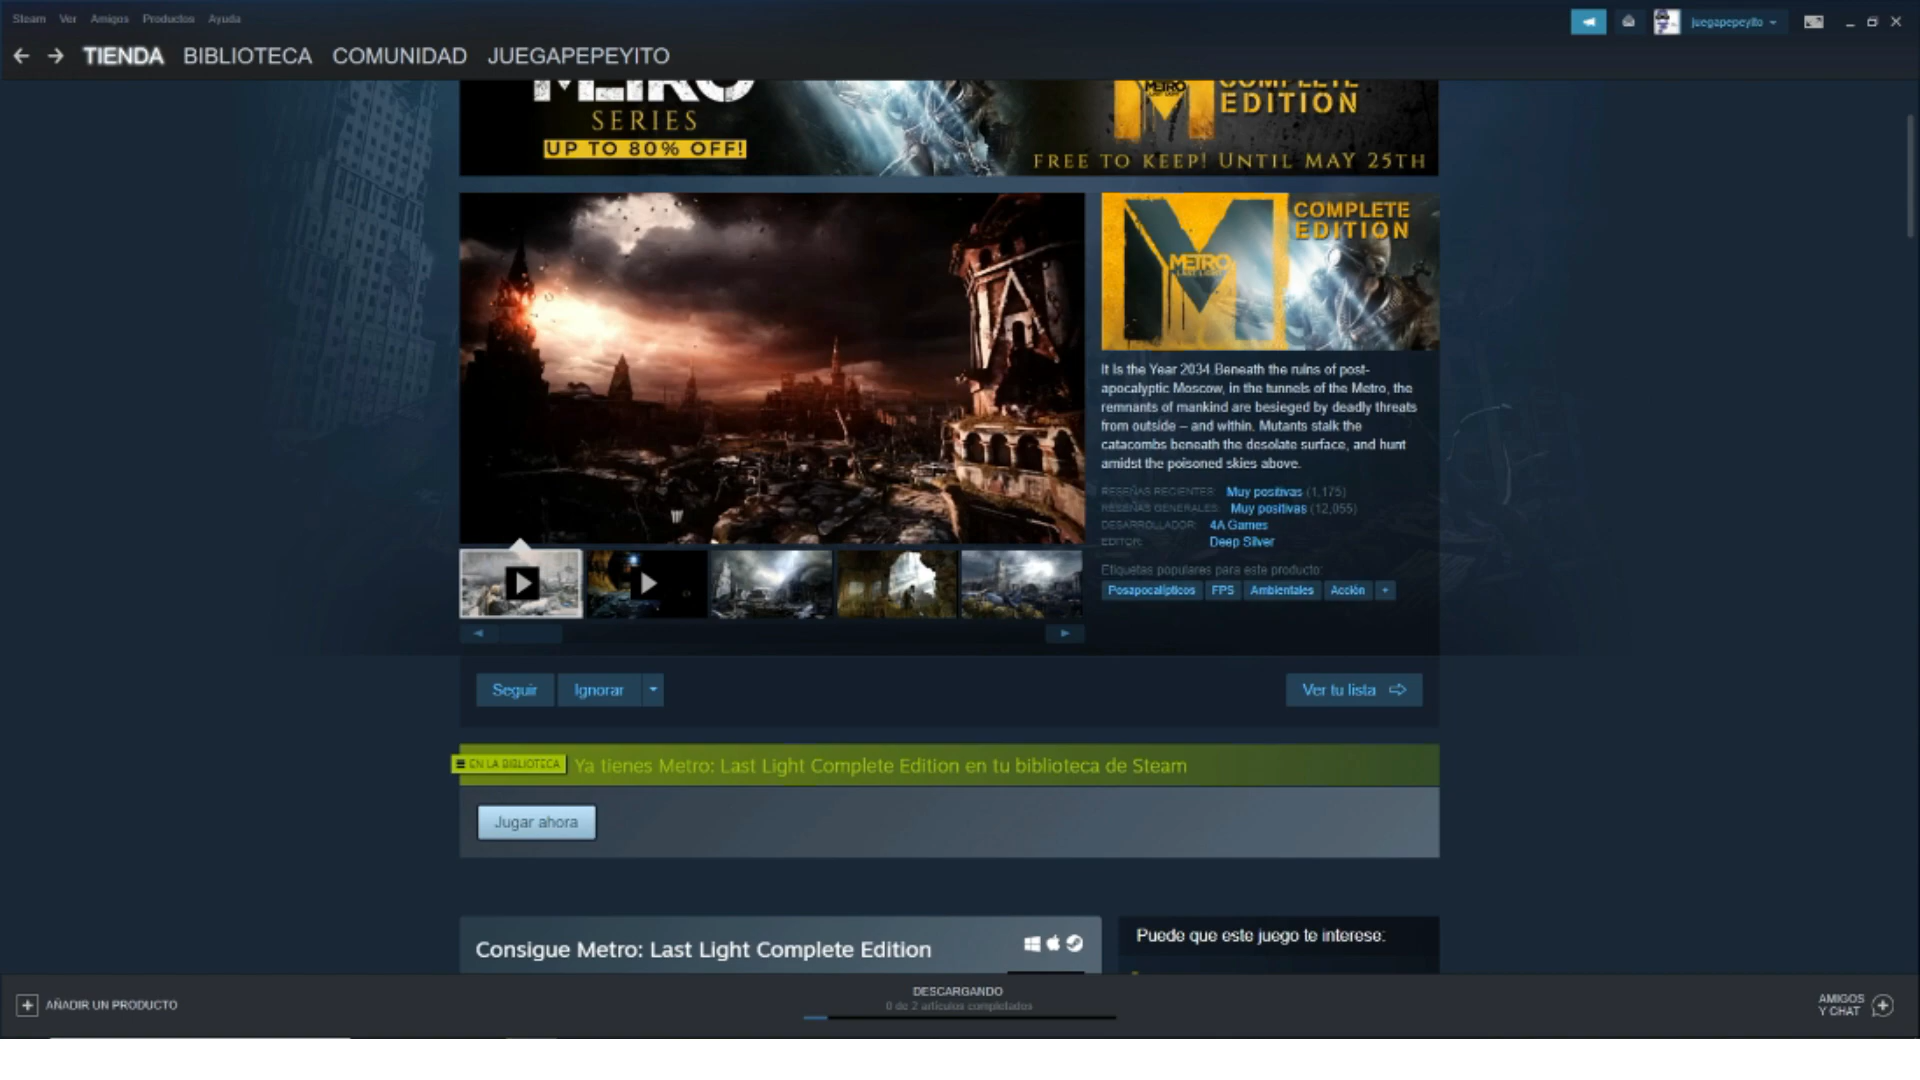 Steam Ver Amigos Productos Ayuda
juegapepeyito
TIENDA BIBLIOTECA COMUNIDAD JUEGAPEPEYITO
METRO
SERIES
UP TO 80% OFF!
METRO
COMPLETE
EDITION
FREE TO KEEP! UNTIL MAY 25TH
METRO
LAST LIGHT
COMPLETE
EDITION
It Is the Year 2034. Beneath the ruins of post-
apocalyptic Moscow, in the tunnels of the Metro, the
remnants of mankind are besieged by deadly threats
from outside – and within. Mutants stalk the
catacombs beneath the desolate surface, and hunt
amidst the poisoned skies above.
RESEÑAS RECIENTES: Muy positivas (1,175)
RESEÑAS GENERALES: Muy positivas (12,055)
DESARROLLADOR: 4A Games
EDITOR: Deep Silver
Etiquetas populares para este producto:
Posapocalípticos FPS Ambientales Acción +
Seguir Ignorar Ver tu lista
EN LA BIBLIOTECA Ya tienes Metro: Last Light Complete Edition en tu biblioteca de Steam
Jugar ahora
Consigue Metro: Last Light Complete Edition
Puede que este juego te interese:
AÑADIR UN PRODUCTO
DESCARGANDO
0 de 2 artículos completados
AMIGOS
Y CHAT